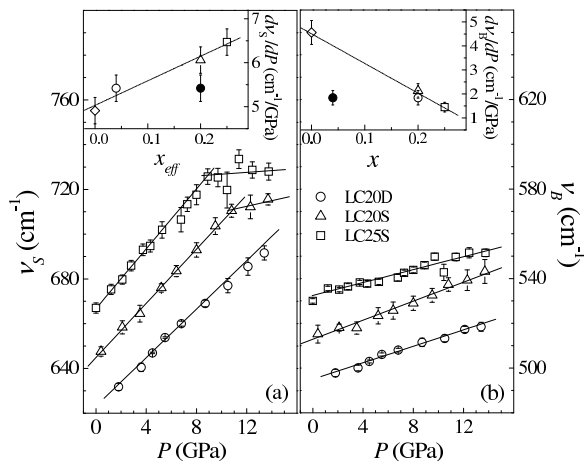 760
720
680
640
ν_S (cm⁻¹)
0 4 8 12
P (GPa)
(a)
0.0 0.1 0.2
x_eff
7
6
5
dν_S/dP (cm⁻¹/GPa)
0.0 0.1 0.2
x
5
4
3
2
1
dν_B/dP (cm⁻¹/GPa)
LC20D
LC20S
LC25S
620
580
540
500
ν_B (cm⁻¹)
0 4 8 12
P (GPa)
(b)